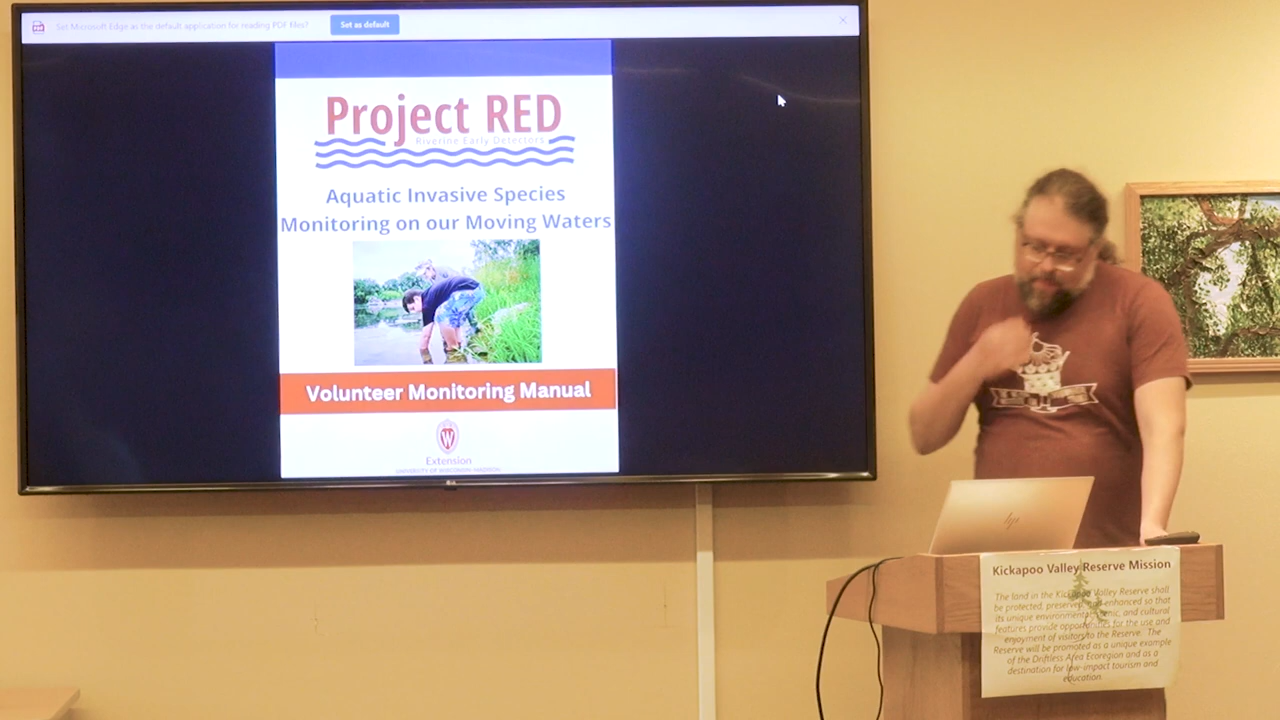 Set Microsoft Edge as the default application for reading PDF files?
Set as default
Project RED
Riverine Early Detectors
Aquatic Invasive Species
Monitoring on our Moving Waters
Volunteer Monitoring Manual
W
Extension
UNIVERSITY OF WISCONSIN-MADISON
hp
Kickapoo Valley Reserve Mission
The land in the Kickapoo Valley Reserve shall
be protected, preserved, and enhanced so that
its unique environmental, scenic, and cultural
features provide opportunities for the use and
enjoyment of visitors to the Reserve. The
Reserve will be promoted as a unique example
of the Driftless Area Ecoregion and as a
destination for low-impact tourism and
education